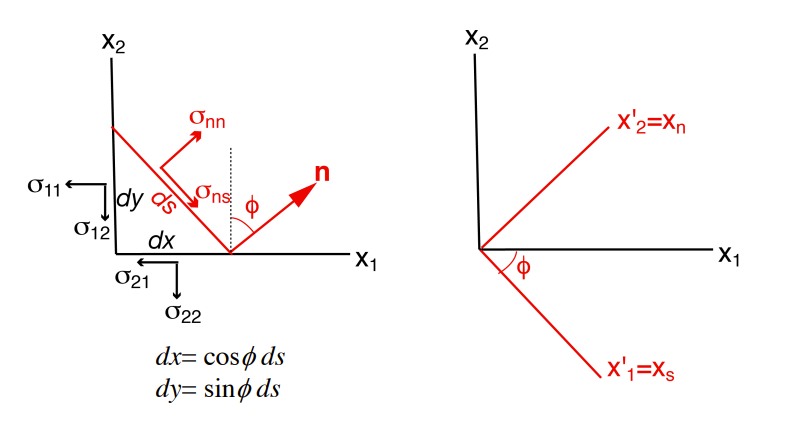 x₂
σₙₙ
n
σ₁₁
dy
ds
σₙₛ
ϕ
σ₁₂
dx
x₁
σ₂₁
σ₂₂
dx= cosϕ ds
dy= sinϕ ds
x₂
x'₂=xₙ
x₁
ϕ
x'₁=xₛ